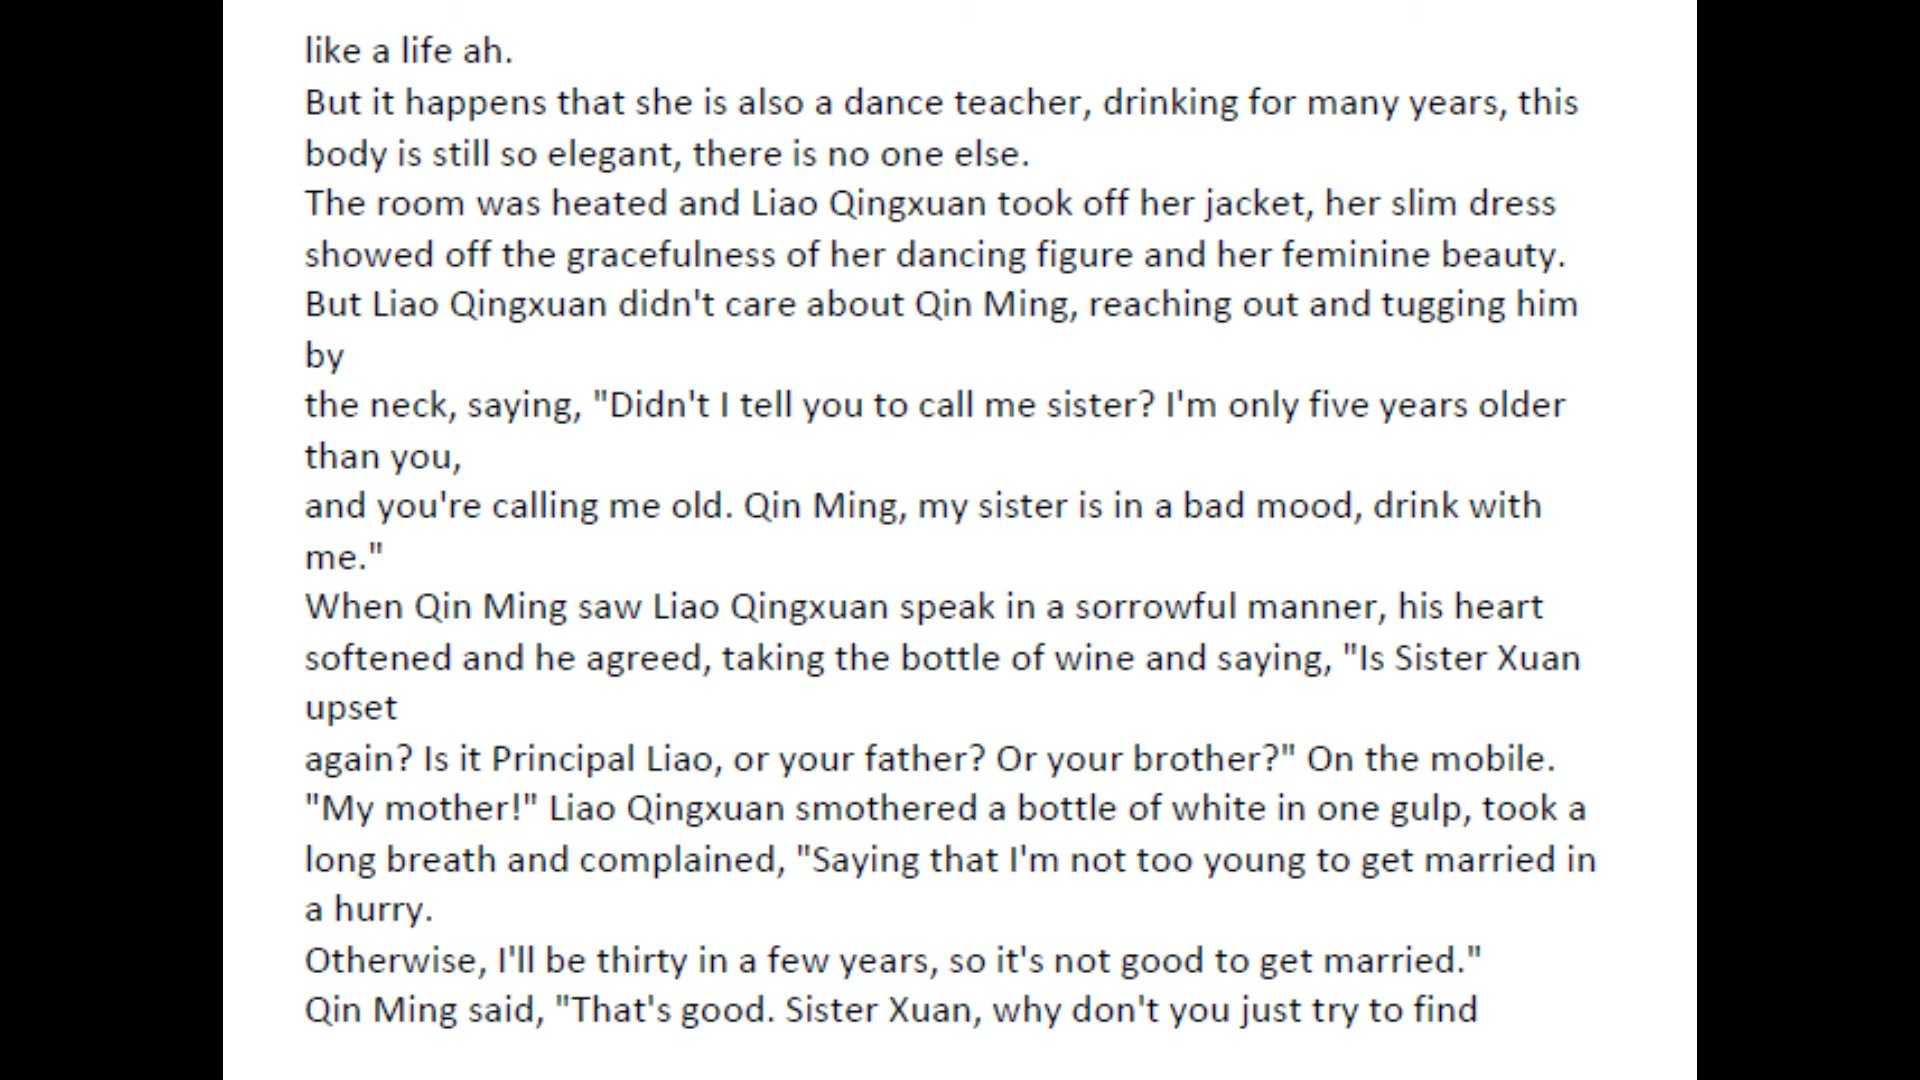 like a life ah.
But it happens that she is also a dance teacher, drinking for many years, this
body is still so elegant, there is no one else.
The room was heated and Liao Qingxuan took off her jacket, her slim dress
showed off the gracefulness of her dancing figure and her feminine beauty.
But Liao Qingxuan didn't care about Qin Ming, reaching out and tugging him
by
the neck, saying, "Didn't I tell you to call me sister? I'm only five years older
than you,
and you're calling me old. Qin Ming, my sister is in a bad mood, drink with
me."
When Qin Ming saw Liao Qingxuan speak in a sorrowful manner, his heart
softened and he agreed, taking the bottle of wine and saying, "Is Sister Xuan
upset
again? Is it Principal Liao, or your father? Or your brother?" On the mobile.
"My mother!" Liao Qingxuan smothered a bottle of white in one gulp, took a
long breath and complained, "Saying that I'm not too young to get married in
a hurry.
Otherwise, I'll be thirty in a few years, so it's not good to get married."
Qin Ming said, "That's good. Sister Xuan, why don't you just try to find